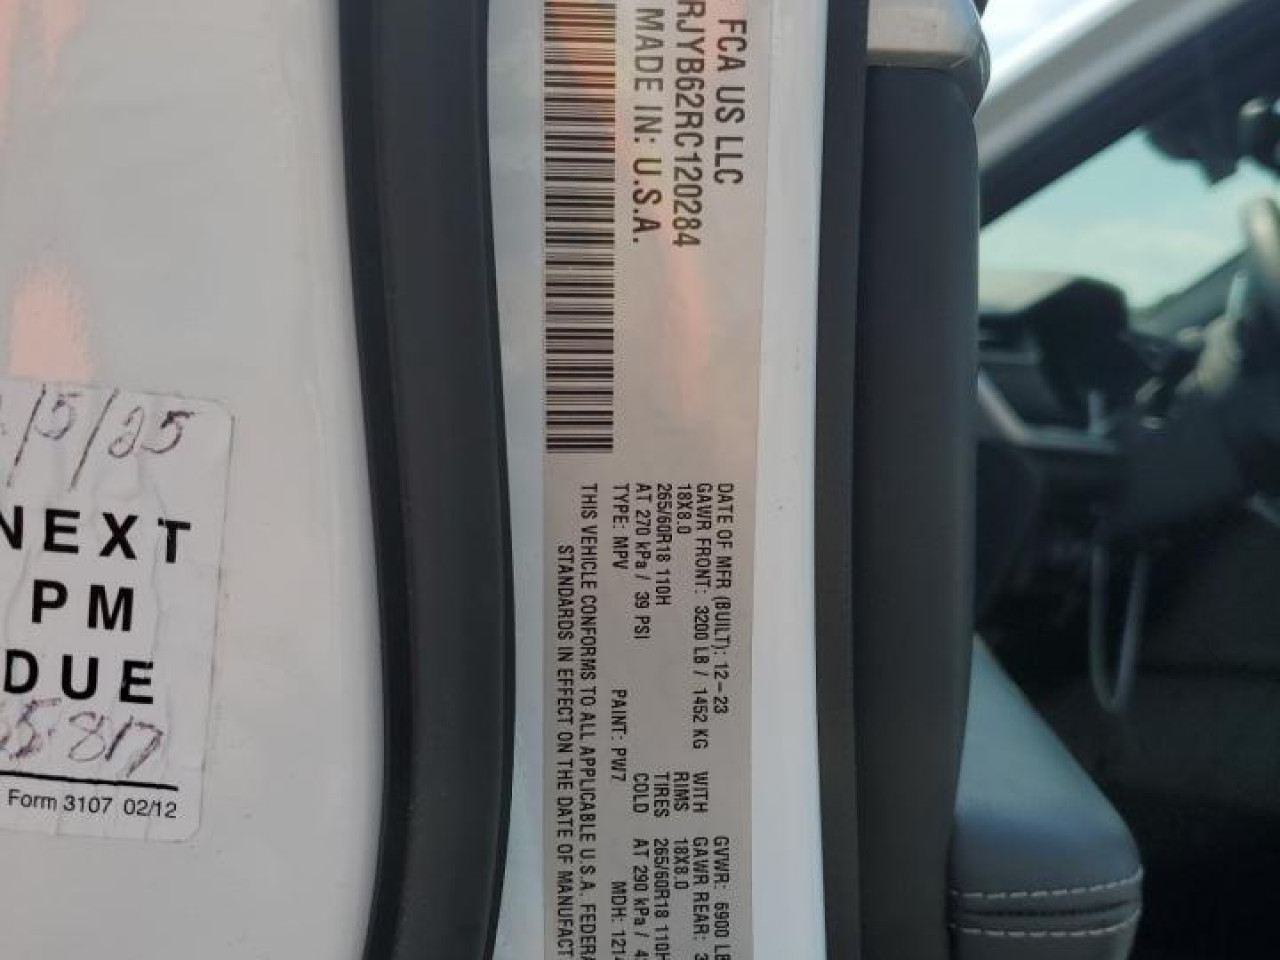 FCA US LLC
RJYB62RC120284
MADE IN: U.S.A.
DATE OF MFR (BUILT): 12-23 GVWR: 6900 LB
GAWR FRONT: 3200 LB / 1452 KG WITH GAWR REAR:
18X8.0 RIMS 18X8.0
265/60R18 110H TIRES 265/60R18 110H
AT 270 kPa / 39 PSI COLD AT 290 kPa /
TYPE: MPV PAINT: PW7 MDH: 121
THIS VEHICLE CONFORMS TO ALL APPLICABLE U.S.A. FEDERA
STANDARDS IN EFFECT ON THE DATE OF MANUFACT
/5/25
NEXT
PM
DUE
5817
Form 3107 02/12